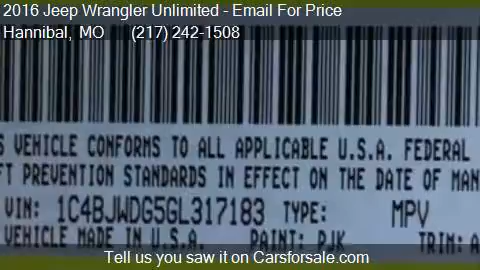 2016 Jeep Wrangler Unlimited - Email For Price
Hannibal, MO (217) 242-1508
S VEHICLE CONFORMS TO ALL APPLICABLE U.S.A. FEDERAL
FT PREVENTION STANDARDS IN EFFECT ON THE DATE OF MAN
VIN: 1C4BJWDG5GL317183 TYPE: MPV
VEHICLE MADE IN U.S.A. PAINT: PJK TRIM: A
Tell us you saw it on Carsforsale.com